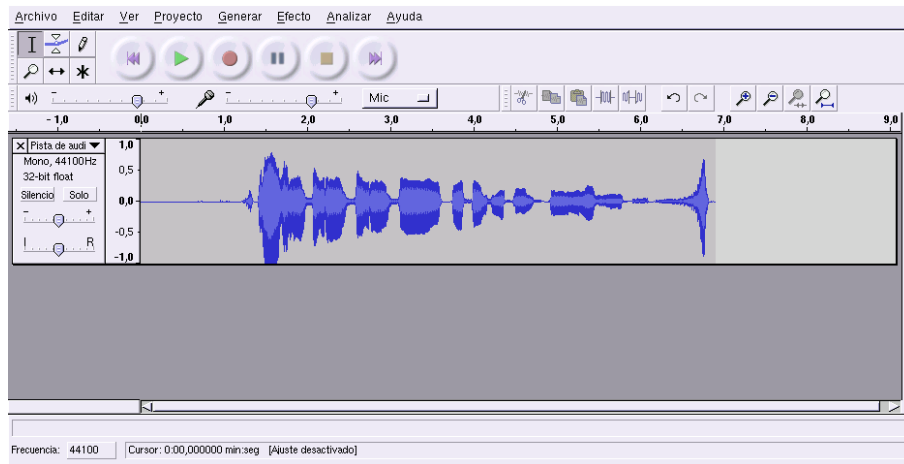 Archivo Editar Ver Proyecto Generar Efecto Analizar Ayuda
Mic
- 1,0 0,0 1,0 2,0 3,0 4,0 5,0 6,0 7,0 8,0 9,0
X Pista de audi
Mono, 44100Hz
32-bit float
Silencio Solo
- +
I R
1,0
0,5
0,0
-0,5
-1,0
Frecuencia: 44100 Cursor: 0:00,000000 min:seg [Ajuste desactivado]